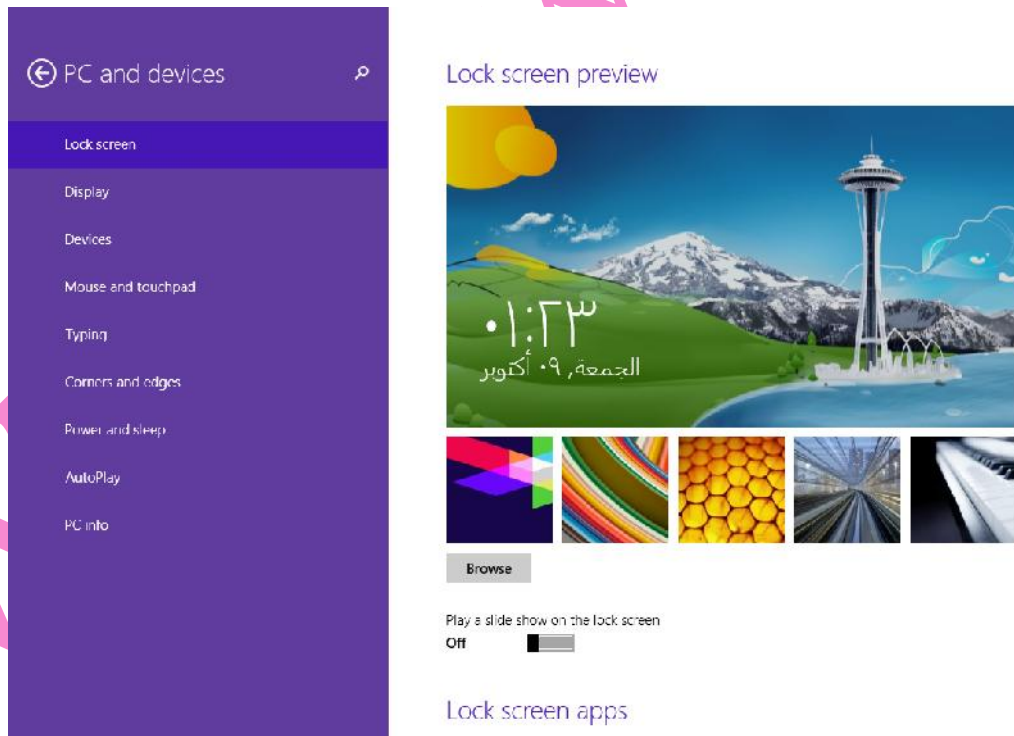 PC and devices
Lock screen
Display
Devices
Mouse and touchpad
Typing
Corners and edges
Power and sleep
AutoPlay
PC info
Lock screen preview
٠١:٢٣
الجمعة, ٠٩ أكتوبر
Browse
Play a slide show on the lock screen
Off
Lock screen apps